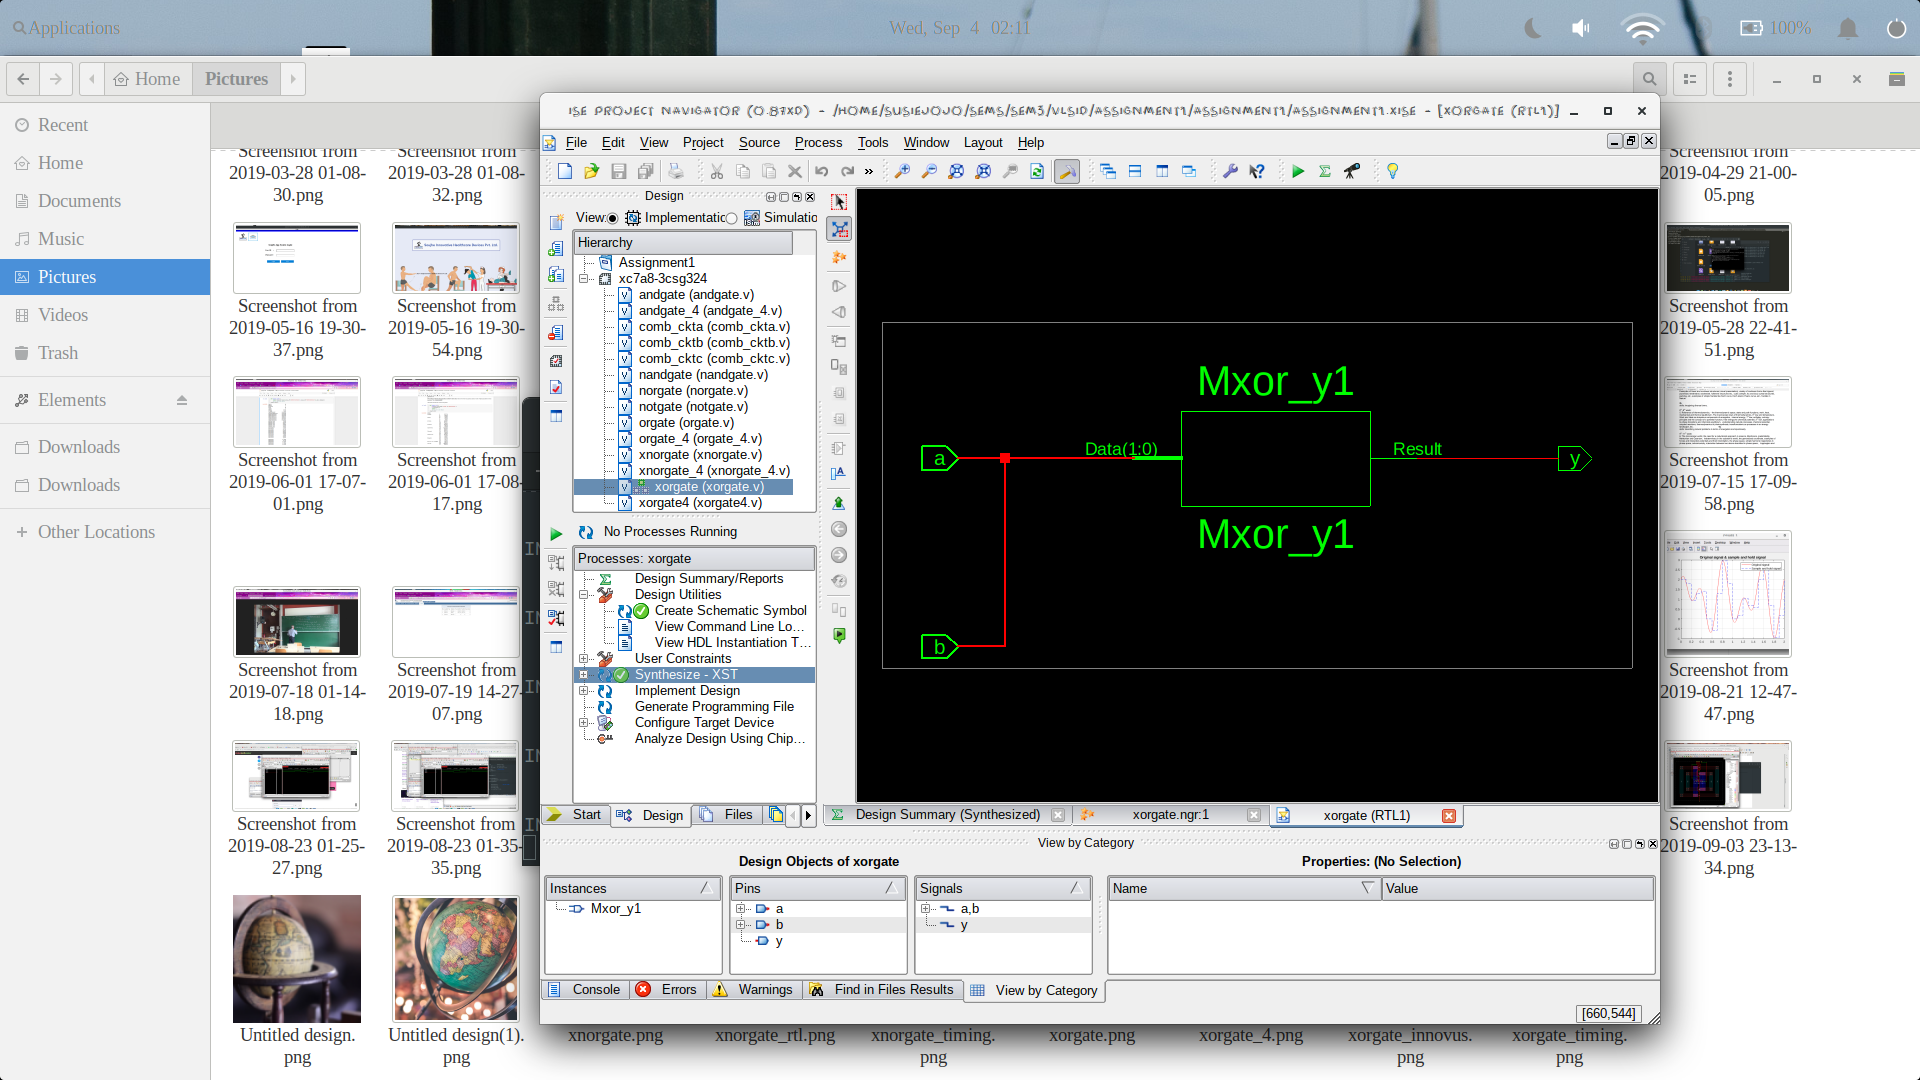 Applications
Wed, Sep 4 02:11
100%
Home
Pictures
Recent
Home
Documents
Music
Pictures
Videos
Trash
Elements
Downloads
Downloads
Other Locations
Screenshot from
2019-03-28 01-08-
30.png
Screenshot from
2019-03-28 01-08-
32.png
Screenshot from
2019-04-29 21-00-
05.png
Screenshot from
2019-05-16 19-30-
37.png
Screenshot from
2019-05-16 19-30-
54.png
Screenshot from
2019-05-28 22-41-
51.png
Screenshot from
2019-06-01 17-07-
01.png
Screenshot from
2019-06-01 17-08-
17.png
Screenshot from
2019-07-15 17-09-
58.png
Screenshot from
2019-07-18 01-14-
18.png
Screenshot from
2019-07-19 14-27-
07.png
Screenshot from
2019-08-21 12-47-
47.png
Screenshot from
2019-08-23 01-25-
27.png
Screenshot from
2019-08-23 01-35-
35.png
Screenshot from
2019-09-03 23-13-
34.png
Untitled design.
png
Untitled design(1).
png
xnorgate.png
xnorgate_rtl.png
xnorgate_timing.
png
xorgate.png
xorgate_4.png
xorgate_innovus.
png
xorgate_timing.
png
ISE PROJECT NAVIGATOR (O.87XD) - /HOME/SUSIEJOJO/SEMS/SEM5/VLSID/ASSIGNMENT1/ASSIGNMENT1/ASSIGNMENT1.XISE - [XORGATE (RTL1)]
File Edit View Project Source Process Tools Window Layout Help
Design
View: Implementatic Simulatio
Hierarchy
Assignment1
xc7a8-3csg324
andgate (andgate.v)
andgate_4 (andgate_4.v)
comb_ckta (comb_ckta.v)
comb_cktb (comb_cktb.v)
comb_cktc (comb_cktc.v)
nandgate (nandgate.v)
norgate (norgate.v)
notgate (notgate.v)
orgate (orgate.v)
orgate_4 (orgate_4.v)
xnorgate (xnorgate.v)
xnorgate_4 (xnorgate_4.v)
xorgate (xorgate.v)
xorgate4 (xorgate4.v)
No Processes Running
Processes: xorgate
Design Summary/Reports
Design Utilities
Create Schematic Symbol
View Command Line Lo...
View HDL Instantiation T...
User Constraints
Synthesize - XST
Implement Design
Generate Programming File
Configure Target Device
Analyze Design Using Chip...
Start
Design
Files
Mxor_y1
a
Data(1:0)
Result
y
Mxor_y1
b
Design Summary (Synthesized)
xorgate.ngr:1
xorgate (RTL1)
View by Category
Design Objects of xorgate
Properties: (No Selection)
Instances
Mxor_y1
Pins
a
b
y
Signals
a,b
y
Name
Value
Console
Errors
Warnings
Find in Files Results
View by Category
[660,544]